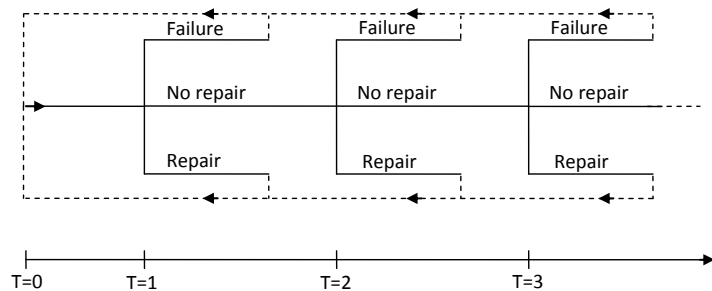 Failure Failure Failure
No repair No repair No repair
Repair Repair Repair
T=0 T=1 T=2 T=3